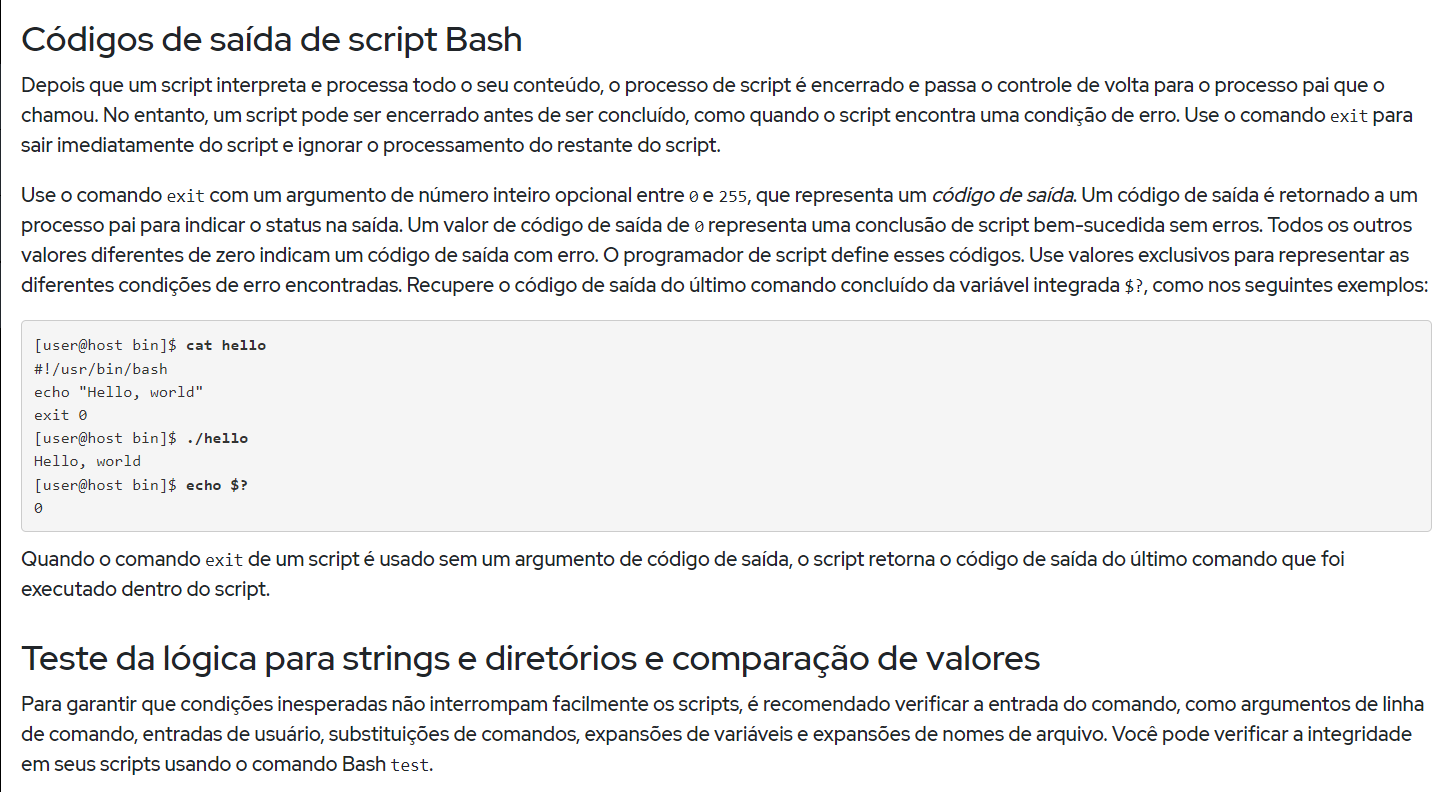 Códigos de saída de script Bash
Depois que um script interpreta e processa todo o seu conteúdo, o processo de script é encerrado e passa o controle de volta para o processo pai que o
chamou. No entanto, um script pode ser encerrado antes de ser concluído, como quando o script encontra uma condição de erro. Use o comando exit para
sair imediatamente do script e ignorar o processamento do restante do script.
Use o comando exit com um argumento de número inteiro opcional entre 0 e 255, que representa um código de saída. Um código de saída é retornado a um
processo pai para indicar o status na saída. Um valor de código de saída de 0 representa uma conclusão de script bem-sucedida sem erros. Todos os outros
valores diferentes de zero indicam um código de saída com erro. O programador de script define esses códigos. Use valores exclusivos para representar as
diferentes condições de erro encontradas. Recupere o código de saída do último comando concluído da variável integrada $?, como nos seguintes exemplos:
[user@host bin]$ cat hello
#!/usr/bin/bash
echo "Hello, world"
exit 0
[user@host bin]$ ./hello
Hello, world
[user@host bin]$ echo $?
0
Quando o comando exit de um script é usado sem um argumento de código de saída, o script retorna o código de saída do último comando que foi
executado dentro do script.
Teste da lógica para strings e diretórios e comparação de valores
Para garantir que condições inesperadas não interrompam facilmente os scripts, é recomendado verificar a entrada do comando, como argumentos de linha
de comando, entradas de usuário, substituições de comandos, expansões de variáveis e expansões de nomes de arquivo. Você pode verificar a integridade
em seus scripts usando o comando Bash test.